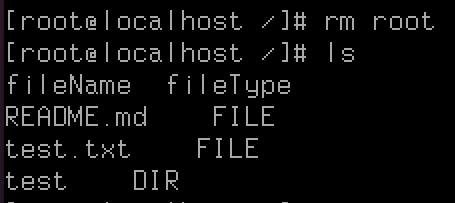 [root@localhost /]# rm root
[root@localhost /]# ls
fileName  fileType
README.md    FILE
test.txt    FILE
test    DIR